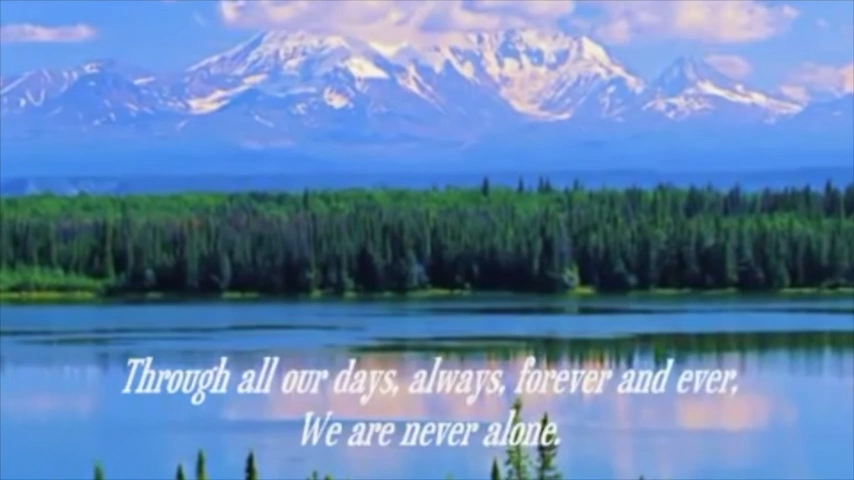 Through all our days, always, forever and ever,
We are never alone.